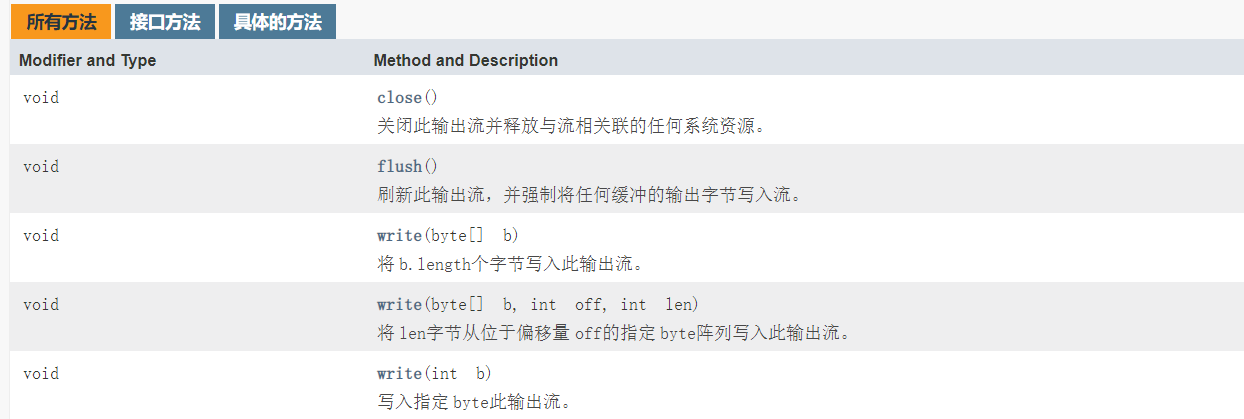 所有方法 接口方法 具体的方法
Modifier and Type Method and Description
void close()
关闭此输出流并释放与流相关联的任何系统资源。
void flush()
刷新此输出流，并强制将任何缓冲的输出字节写入流。
void write(byte[] b)
将 b.length个字节写入此输出流。
void write(byte[] b, int off, int len)
将 len字节从位于偏移量 off的指定 byte阵列写入此输出流。
void write(int b)
写入指定 byte此输出流。